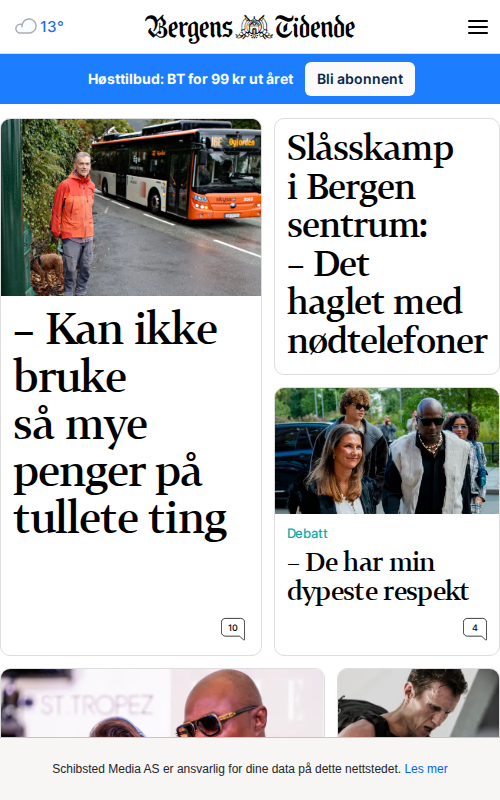 13°
Bergens Tidende
Høsttilbud: BT for 99 kr ut året
Bli abonnent
– Kan ikke
bruke
så mye
penger på
tullete ting
10
Slåsskamp
i Bergen
sentrum:
– Det
haglet med
nødtelefoner
Debatt
– De har min
dypeste respekt
4
ST.TROPEZ
Schibsted Media AS er ansvarlig for dine data på dette nettstedet. Les mer